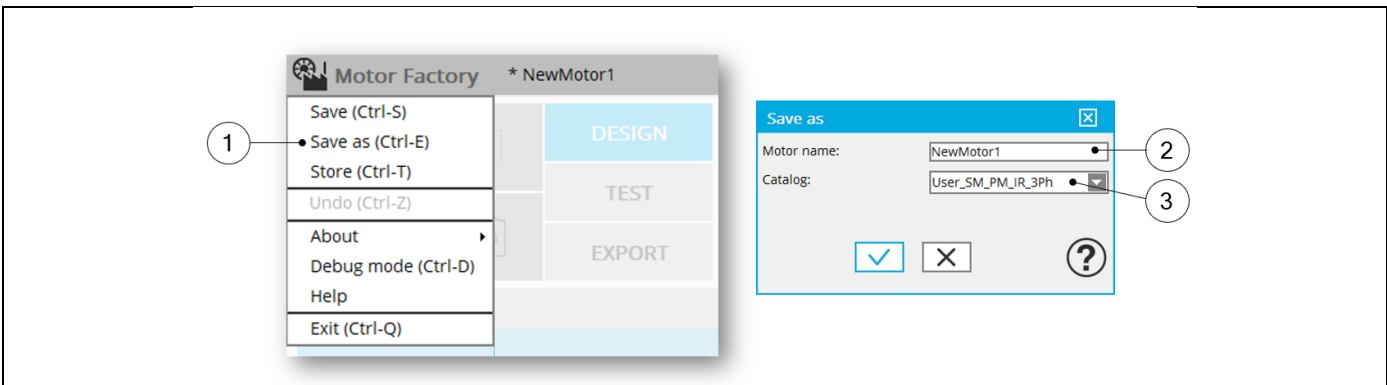 Motor Factory * NewMotor1
Save (Ctrl-S)
Save as (Ctrl-E)
Store (Ctrl-T)
Undo (Ctrl-Z)
About
Debug mode (Ctrl-D)
Help
Exit (Ctrl-Q)
DESIGN
TEST
EXPORT
1
Save as
Motor name: NewMotor1
Catalog: User_SM_PM_IR_3Ph
?
2
3